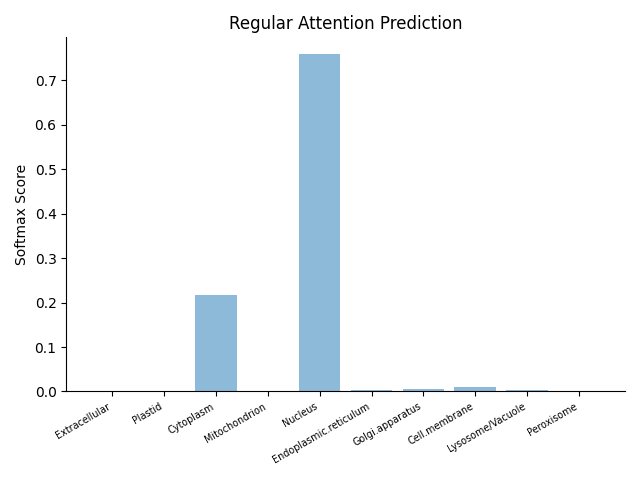 Regular Attention Prediction
Softmax Score
0.7
0.6
0.5
0.4
0.3
0.2
0.1
0.0
Extracellular
Plastid
Cytoplasm
Mitochondrion
Nucleus
Endoplasmic.reticulum
Golgi.apparatus
Cell.membrane
Lysosome/Vacuole
Peroxisome